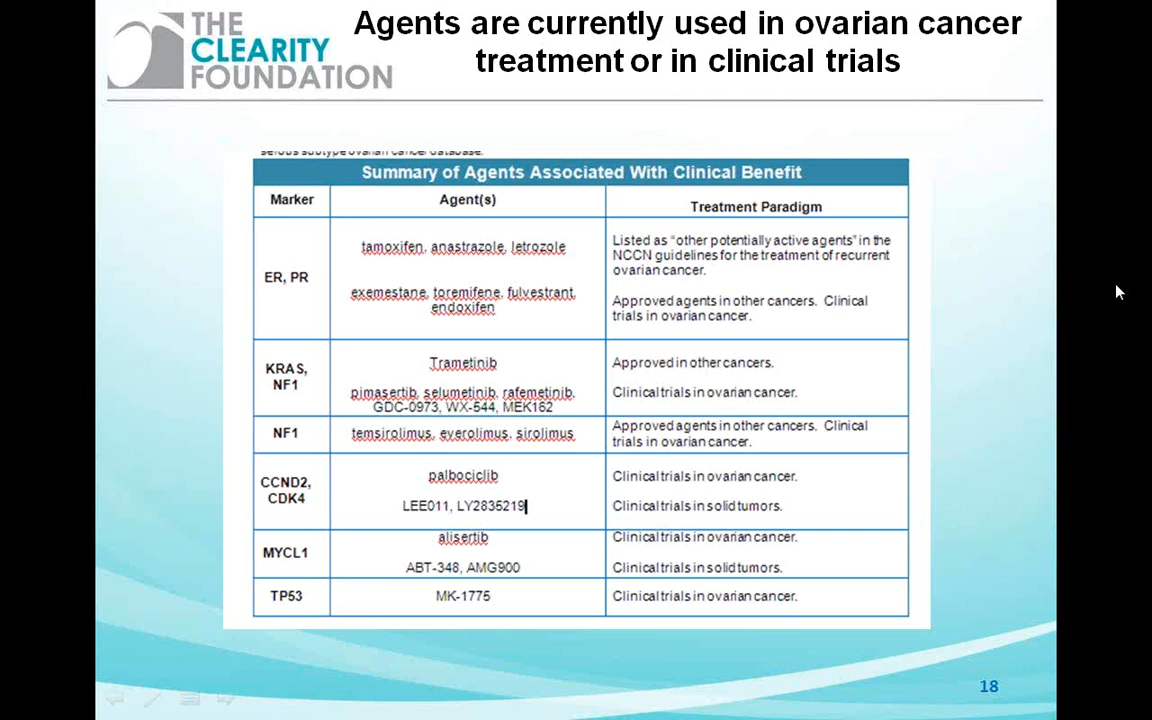 THE
CLEARITY
FOUNDATION
Agents are currently used in ovarian cancer
treatment or in clinical trials
serous subtype ovarian cancer database.
Summary of Agents Associated With Clinical Benefit
Marker
Agent(s)
Treatment Paradigm
ER, PR
tamoxifen, anastrazole, letrozole
Listed as “other potentially active agents” in the
NCCN guidelines for the treatment of recurrent
ovarian cancer.
exemestane, toremifene, fulvestrant,
endoxifen
Approved agents in other cancers. Clinical
trials in ovarian cancer.
KRAS,
NF1
Trametinib
Approved in other cancers.
pimasertib, selumetinib, rafemetinib,
GDC-0973, WX-544, MEK162
Clinical trials in ovarian cancer.
NF1
temsirolimus, everolimus, sirolimus
Approved agents in other cancers. Clinical
trials in ovarian cancer.
CCND2,
CDK4
palbociclib
Clinical trials in ovarian cancer.
LEE011, LY2835219
Clinical trials in solid tumors.
MYCL1
alisertib
Clinical trials in ovarian cancer.
ABT-348, AMG900
Clinical trials in solid tumors.
TP53
MK-1775
Clinical trials in ovarian cancer.
18